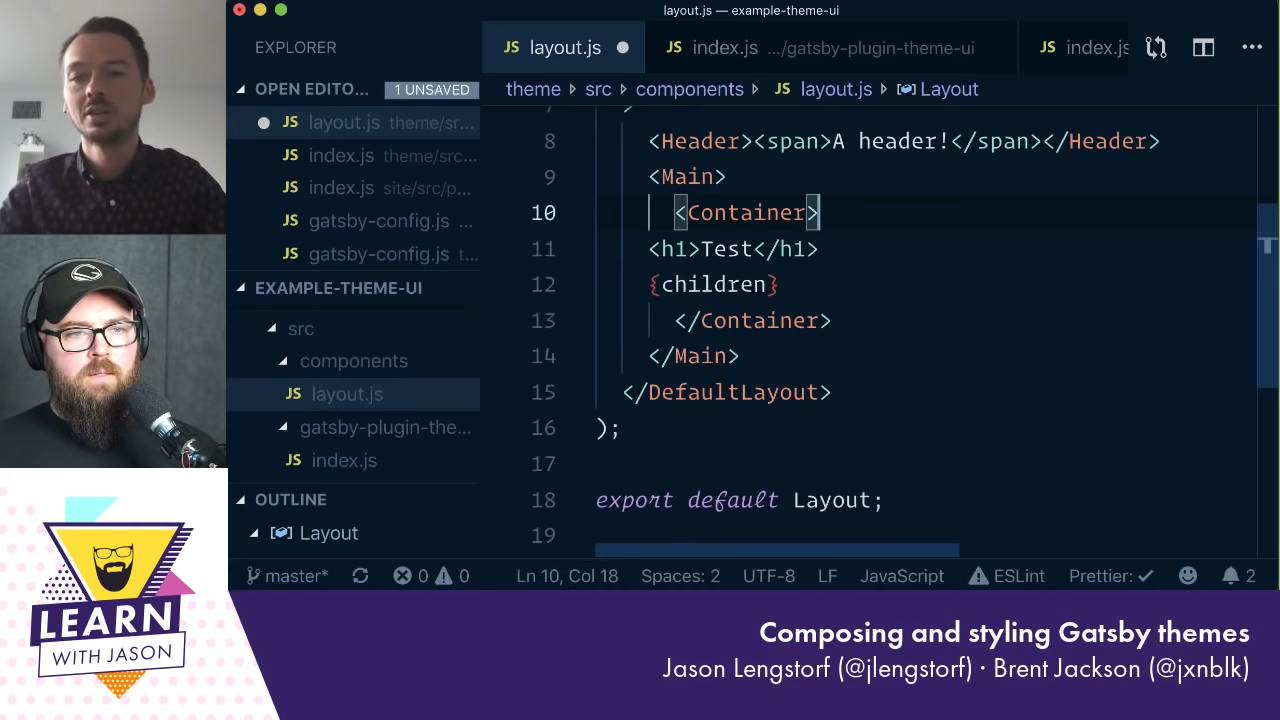 layout.js — example-theme-ui
EXPLORER
OPEN EDITO... 1 UNSAVED
JS layout.js theme/sr...
JS index.js theme/src...
JS index.js site/src/p...
JS gatsby-config.js ...
JS gatsby-config.js t...
EXAMPLE-THEME-UI
src
components
JS layout.js
gatsby-plugin-the...
JS index.js
OUTLINE
Layout
JS layout.js
JS index.js .../gatsby-plugin-theme-ui
JS index.js
theme src components JS layout.js Layout
8 <Header><span>A header!</span></Header>
9 <Main>
10 <Container>
11 <h1>Test</h1>
12 {children}
13 </Container>
14 </Main>
15 </DefaultLayout>
16 );
17
18 export default Layout;
19
master* 0 0 Ln 10, Col 18 Spaces: 2 UTF-8 LF JavaScript ESLint Prettier: 2
LEARN
WITH JASON
Composing and styling Gatsby themes
Jason Lengstorf (@jlengstorf) · Brent Jackson (@jxnblk)